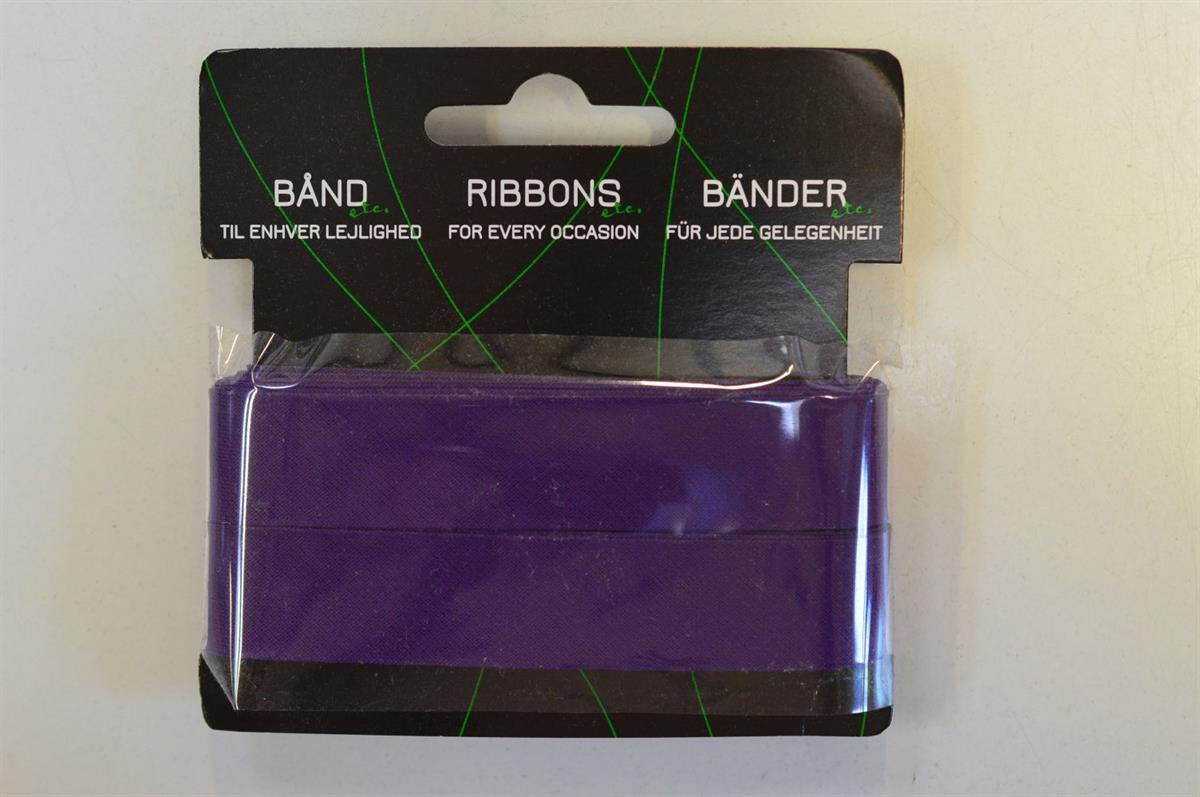 BÅND etc.
TIL ENHVER LEJLIGHED
RIBBONS etc.
FOR EVERY OCCASION
BÄNDER etc.
FÜR JEDE GELEGENHEIT